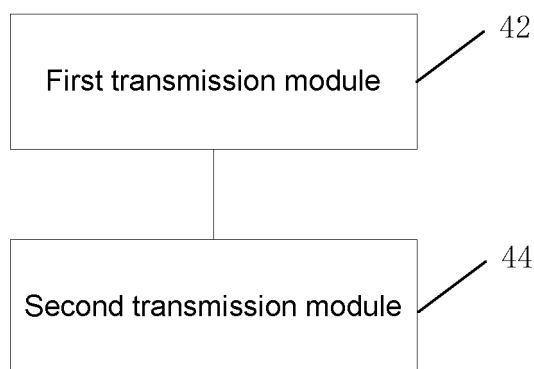 42
First transmission module
44
Second transmission module